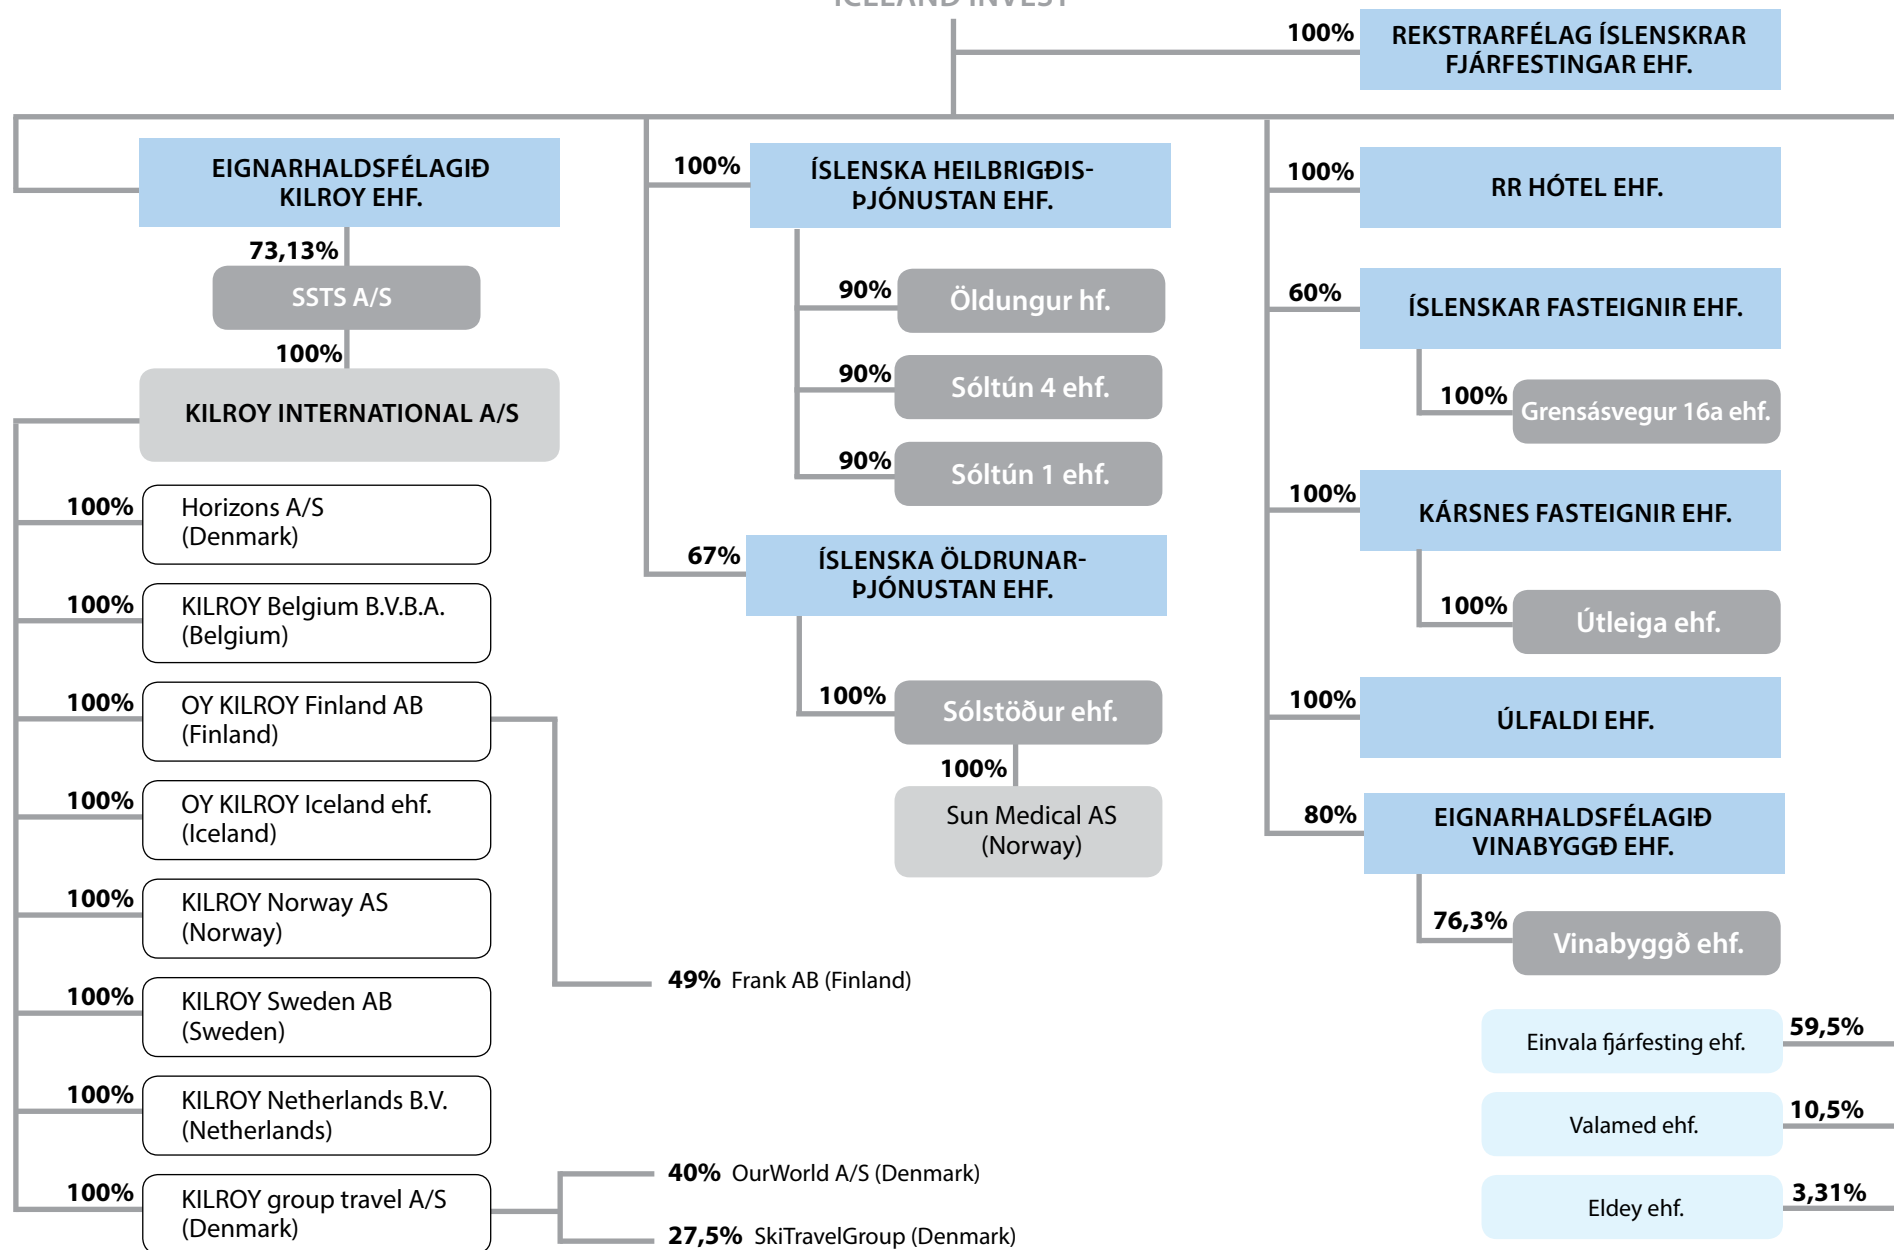 ICELAND INVEST
100%
REKSTRARFÉLAG ÍSLENSKRAR
FJÁRFESTINGAR EHF.
EIGNARHALDSFÉLAGIÐ
KILROY EHF.
73,13%
SSTS A/S
100%
KILROY INTERNATIONAL A/S
100%
Horizons A/S
(Denmark)
100%
KILROY Belgium B.V.B.A.
(Belgium)
100%
OY KILROY Finland AB
(Finland)
49% Frank AB (Finland)
100%
OY KILROY Iceland ehf.
(Iceland)
100%
KILROY Norway AS
(Norway)
100%
KILROY Sweden AB
(Sweden)
100%
KILROY Netherlands B.V.
(Netherlands)
100%
KILROY group travel A/S
(Denmark)
40% OurWorld A/S (Denmark)
27,5% SkiTravelGroup (Denmark)
100%
ÍSLENSKA HEILBRIGÐIS-
ÞJÓNUSTAN EHF.
90%
Öldungur hf.
90%
Sóltún 4 ehf.
90%
Sóltún 1 ehf.
67%
ÍSLENSKA ÖLDRUNAR-
ÞJÓNUSTAN EHF.
100%
Sólstöður ehf.
100%
Sun Medical AS
(Norway)
100%
RR HÓTEL EHF.
60%
ÍSLENSKAR FASTEIGNIR EHF.
100%
Grensásvegur 16a ehf.
100%
KÁRSNES FASTEIGNIR EHF.
100%
Útleiga ehf.
100%
ÚLFALDI EHF.
80%
EIGNARHALDSFÉLAGIÐ
VINABYGGÐ EHF.
76,3%
Vinabyggð ehf.
Einvala fjárfesting ehf.
59,5%
Valamed ehf.
10,5%
Eldey ehf.
3,31%